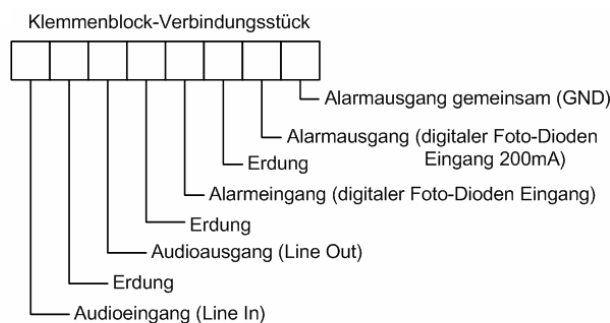 Klemmenblock-Verbindungsstück
Alarmausgang gemeinsam (GND)
Alarmausgang (digitaler Foto-Dioden
Eingang 200mA)
Erdung
Alarmeingang (digitaler Foto-Dioden Eingang)
Erdung
Audioausgang (Line Out)
Erdung
Audioeingang (Line In)